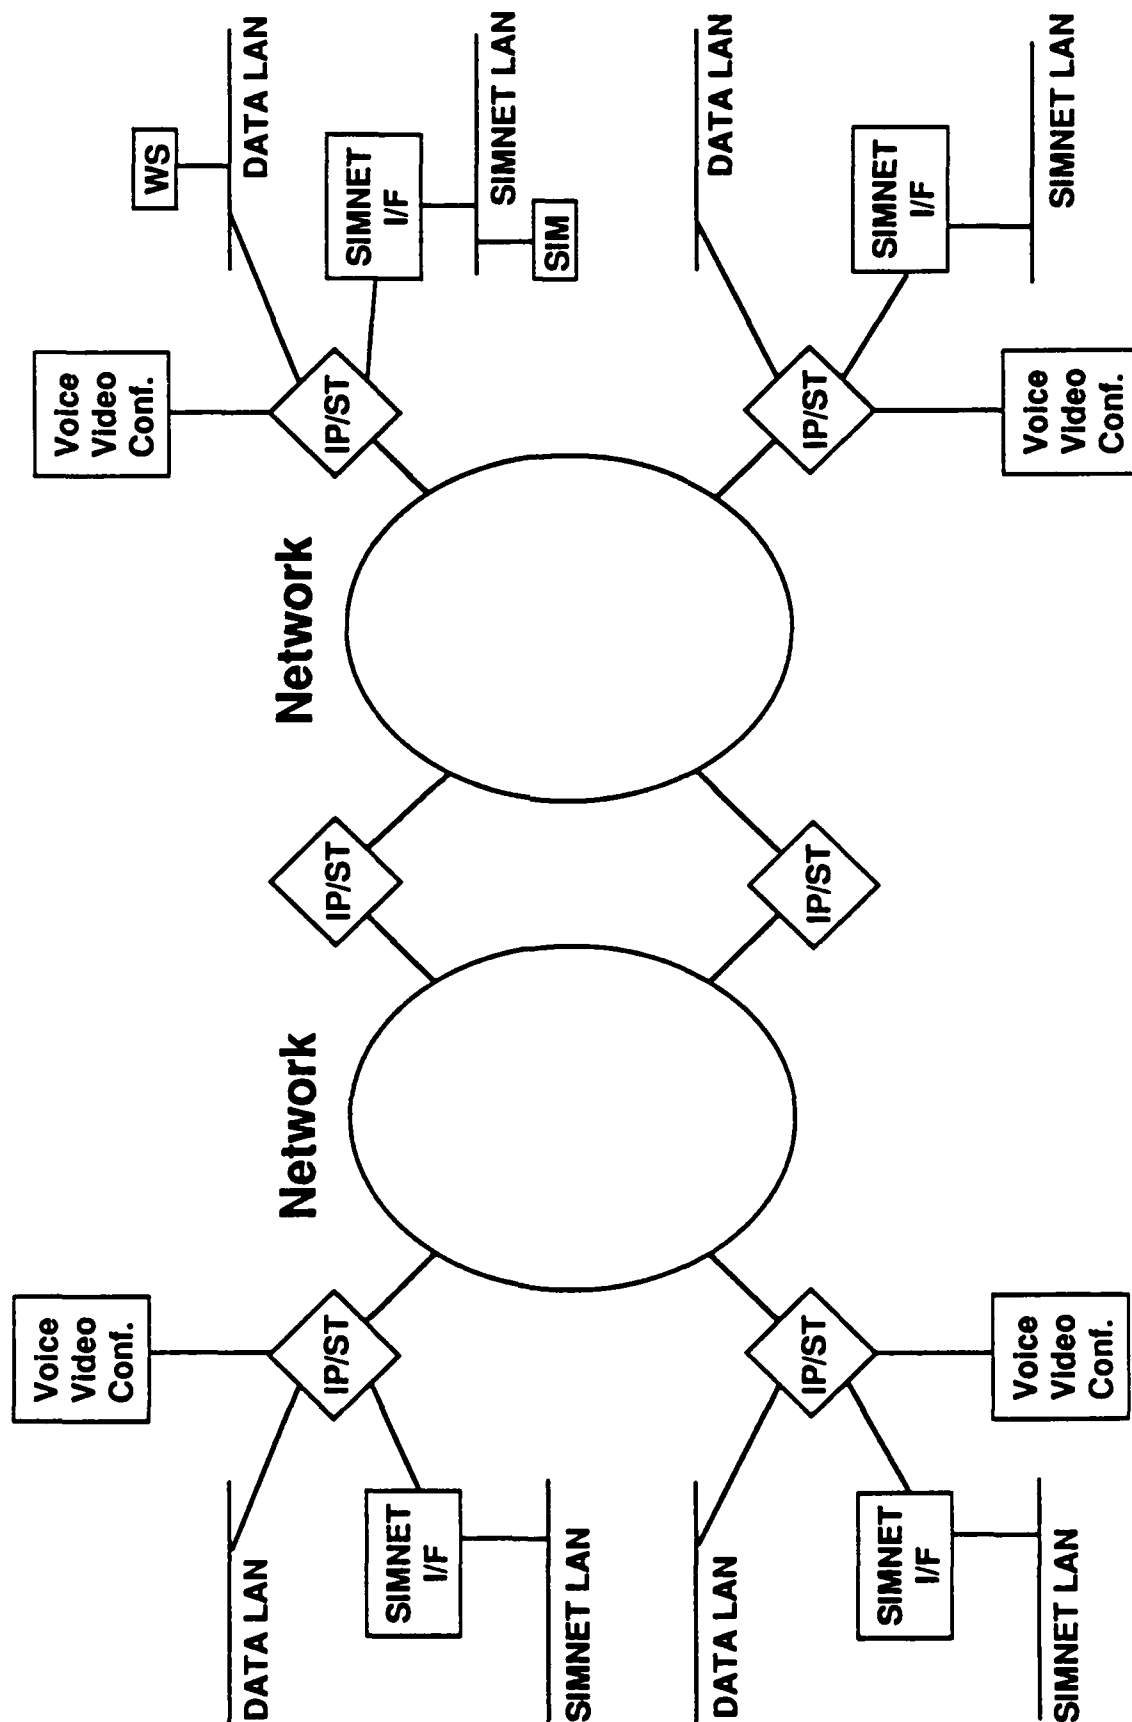 Voice
Video
Conf.
Voice
Video
Conf.
WS
DATA LAN
DATA LAN
Network
Network
IP/ST
IP/ST
IP/ST
SIMNET
I/F
SIMNET
I/F
SIMNET LAN
SIMNET LAN
SIM
DATA LAN
DATA LAN
IP/ST
IP/ST
IP/ST
SIMNET
I/F
SIMNET
I/F
SIMNET LAN
Voice
Video
Conf.
Voice
Video
Conf.
SIMNET LAN